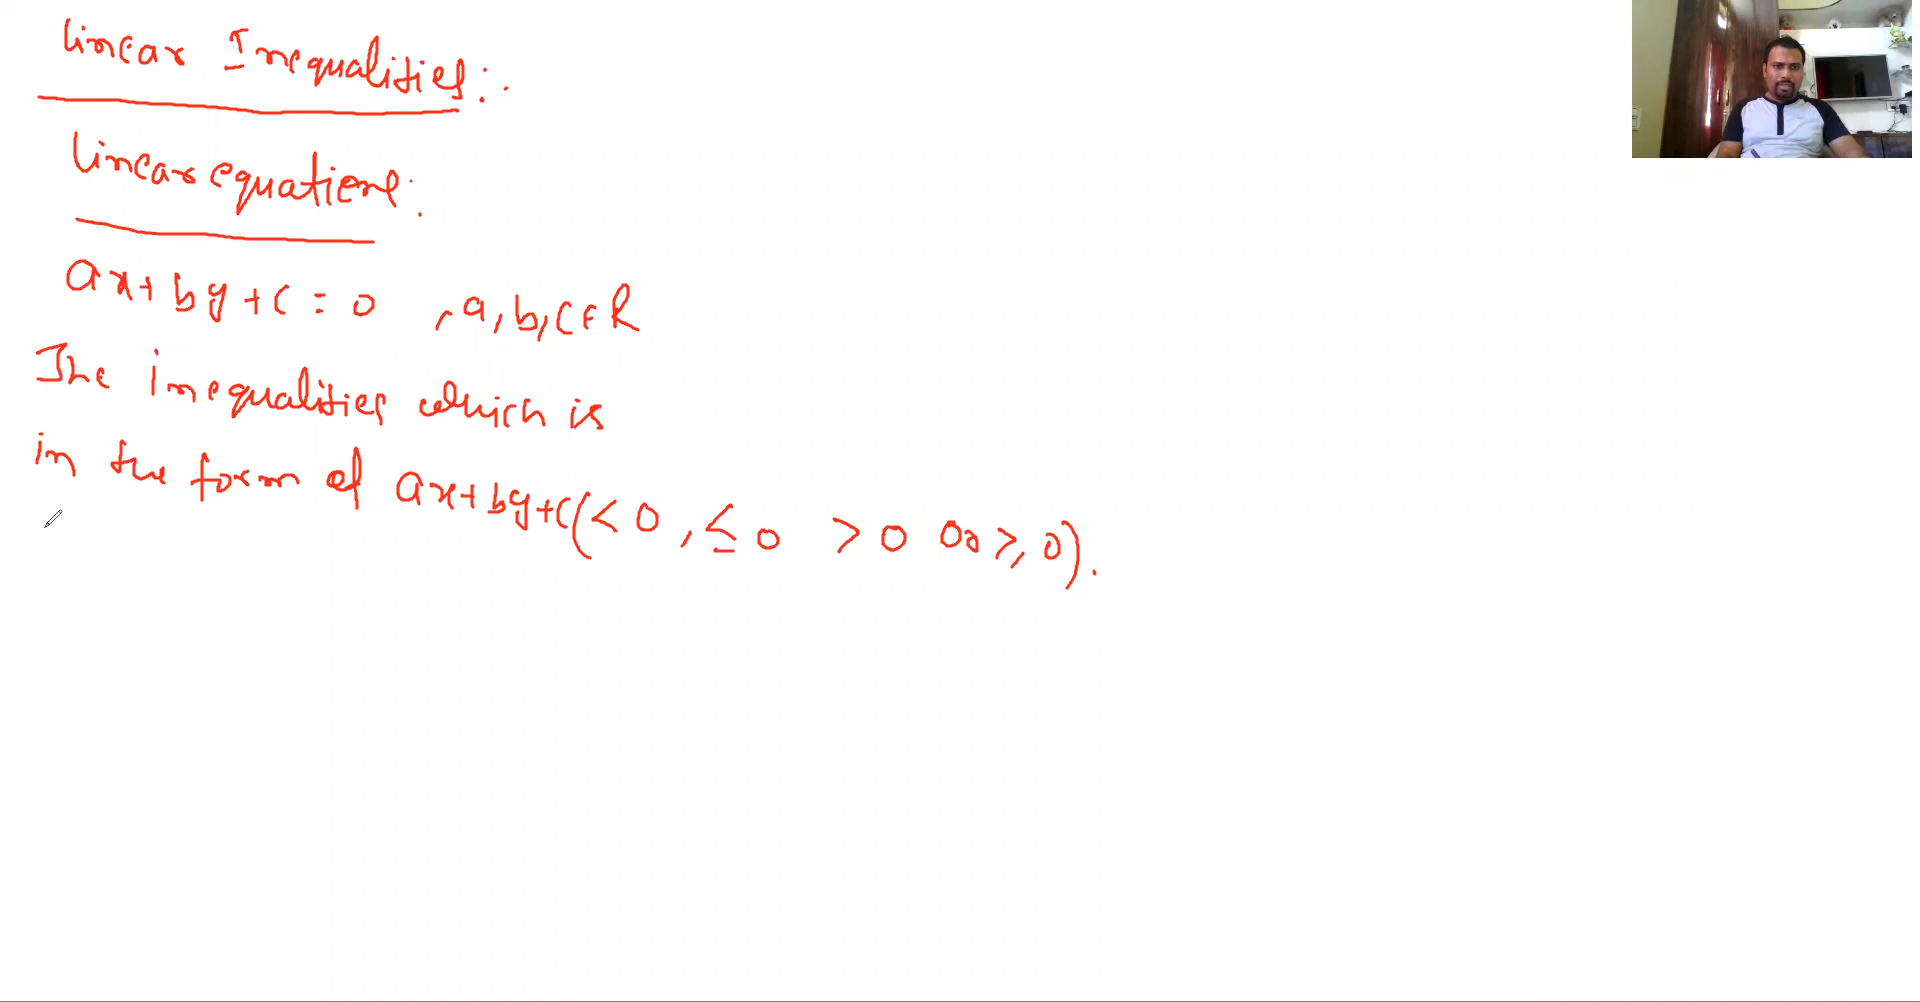 Linear Inequalities:
Linear equations:
ax+by+c=0 , a,b,c∈R
The inequalities which is
in the form of ax+by+c(<0, ≤0 >0 or ≥0).